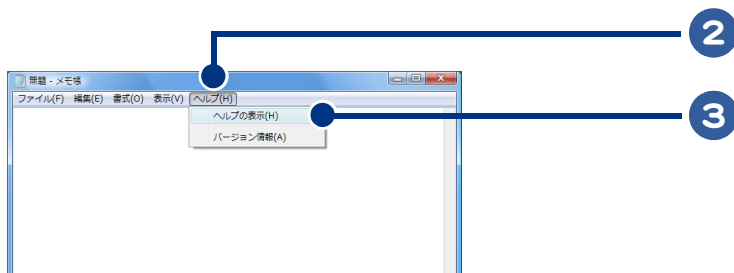 2
無題 - メモ帳
ファイル(F) 編集(E) 書式(O) 表示(V) ヘルプ(H)
ヘルプの表示(H)
3
バージョン情報(A)